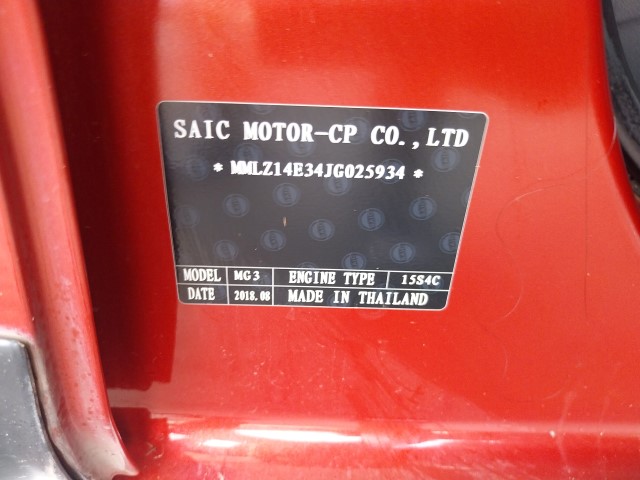 SAIC MOTOR-CP CO.,LTD
* MMLZ14E34JG025934 *
MODEL MG3 ENGINE TYPE 15S4C
DATE 2018.08 MADE IN THAILAND